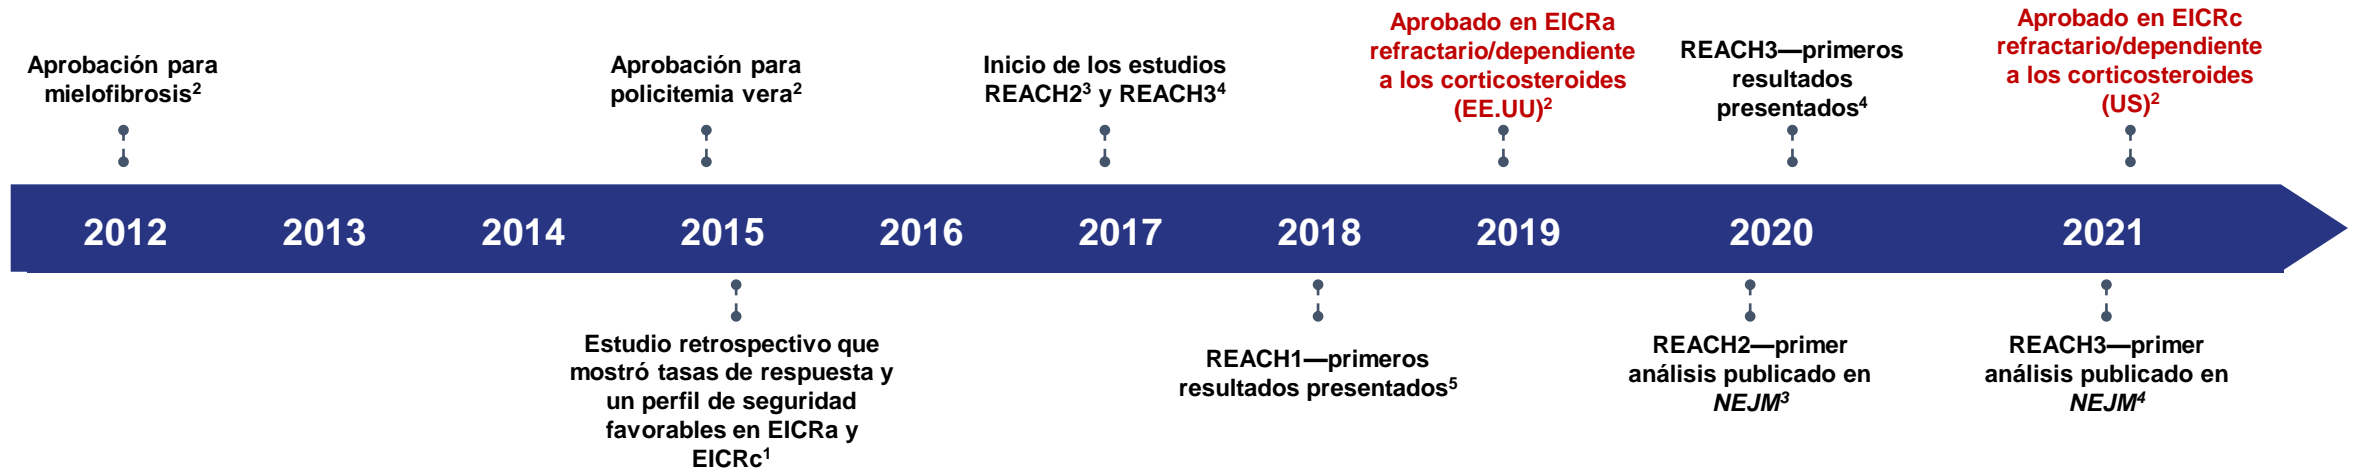 Aprobación para
mielofibrosis²
Aprobación para
policitemia vera²
Inicio de los estudios
REACH2³ y REACH3⁴
Aprobado en EICRa
refractario/dependiente
a los corticosteroides
(EE.UU)²
REACH3—primeros
resultados
presentados⁴
Aprobado en EICRc
refractario/dependiente
a los corticosteroides
(US)²
2012 2013 2014 2015 2016 2017 2018 2019 2020 2021
Estudio retrospectivo que
mostró tasas de respuesta y
un perfil de seguridad
favorables en EICRa y
EICRc¹
REACH1—primeros
resultados presentados⁵
REACH2—primer
análisis publicado en
NEJM³
REACH3—primer
análisis publicado en
NEJM⁴